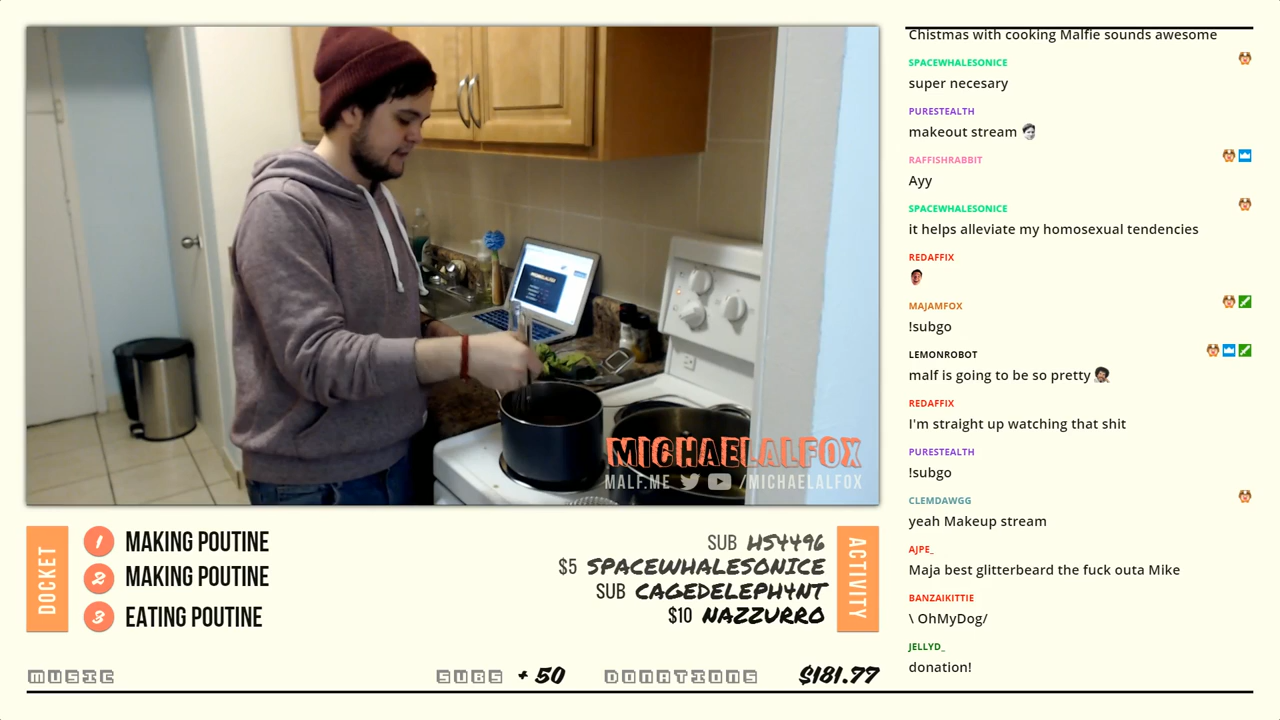 MICHAELALFOX
MALF.ME /MICHAELALFOX
DOCKET
1 MAKING POUTINE
2 MAKING POUTINE
3 EATING POUTINE
SUB HS4496
$5 SPACEWHALESONICE
SUB CAGEDELEPH4NT
$10 NAZZURRO
ACTIVITY
MUSIC
SUBS + 50
DONATIONS $181.77
Chistmas with cooking Malfie sounds awesome
SPACEWHALESONICE
super necesary
PURESTEALTH
makeout stream
RAFFISHRABBIT
Ayy
SPACEWHALESONICE
it helps alleviate my homosexual tendencies
REDAFFIX
MAJAMFOX
!subgo
LEMONROBOT
malf is going to be so pretty
REDAFFIX
I'm straight up watching that shit
PURESTEALTH
!subgo
CLEMDAWGG
yeah Makeup stream
AJPE_
Maja best glitterbeard the fuck outa Mike
BANZAIKITTIE
\ OhMyDog/
JELLYD_
donation!